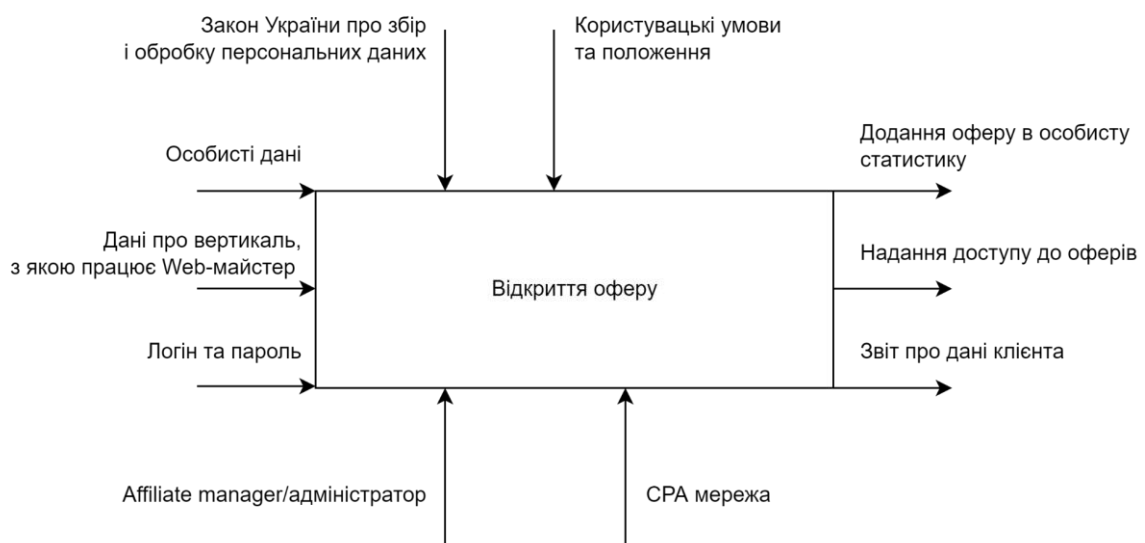 Закон України про збір
і обробку персональних даних
Користувацькі умови
та положення
Особисті дані
Дані про вертикаль,
з якою працює Web-майстер
Логін та пароль
Відкриття оферу
Додання оферу в особисту
статистику
Надання доступу до оферів
Звіт про дані клієнта
Affiliate manager/адміністратор
CPA мережа